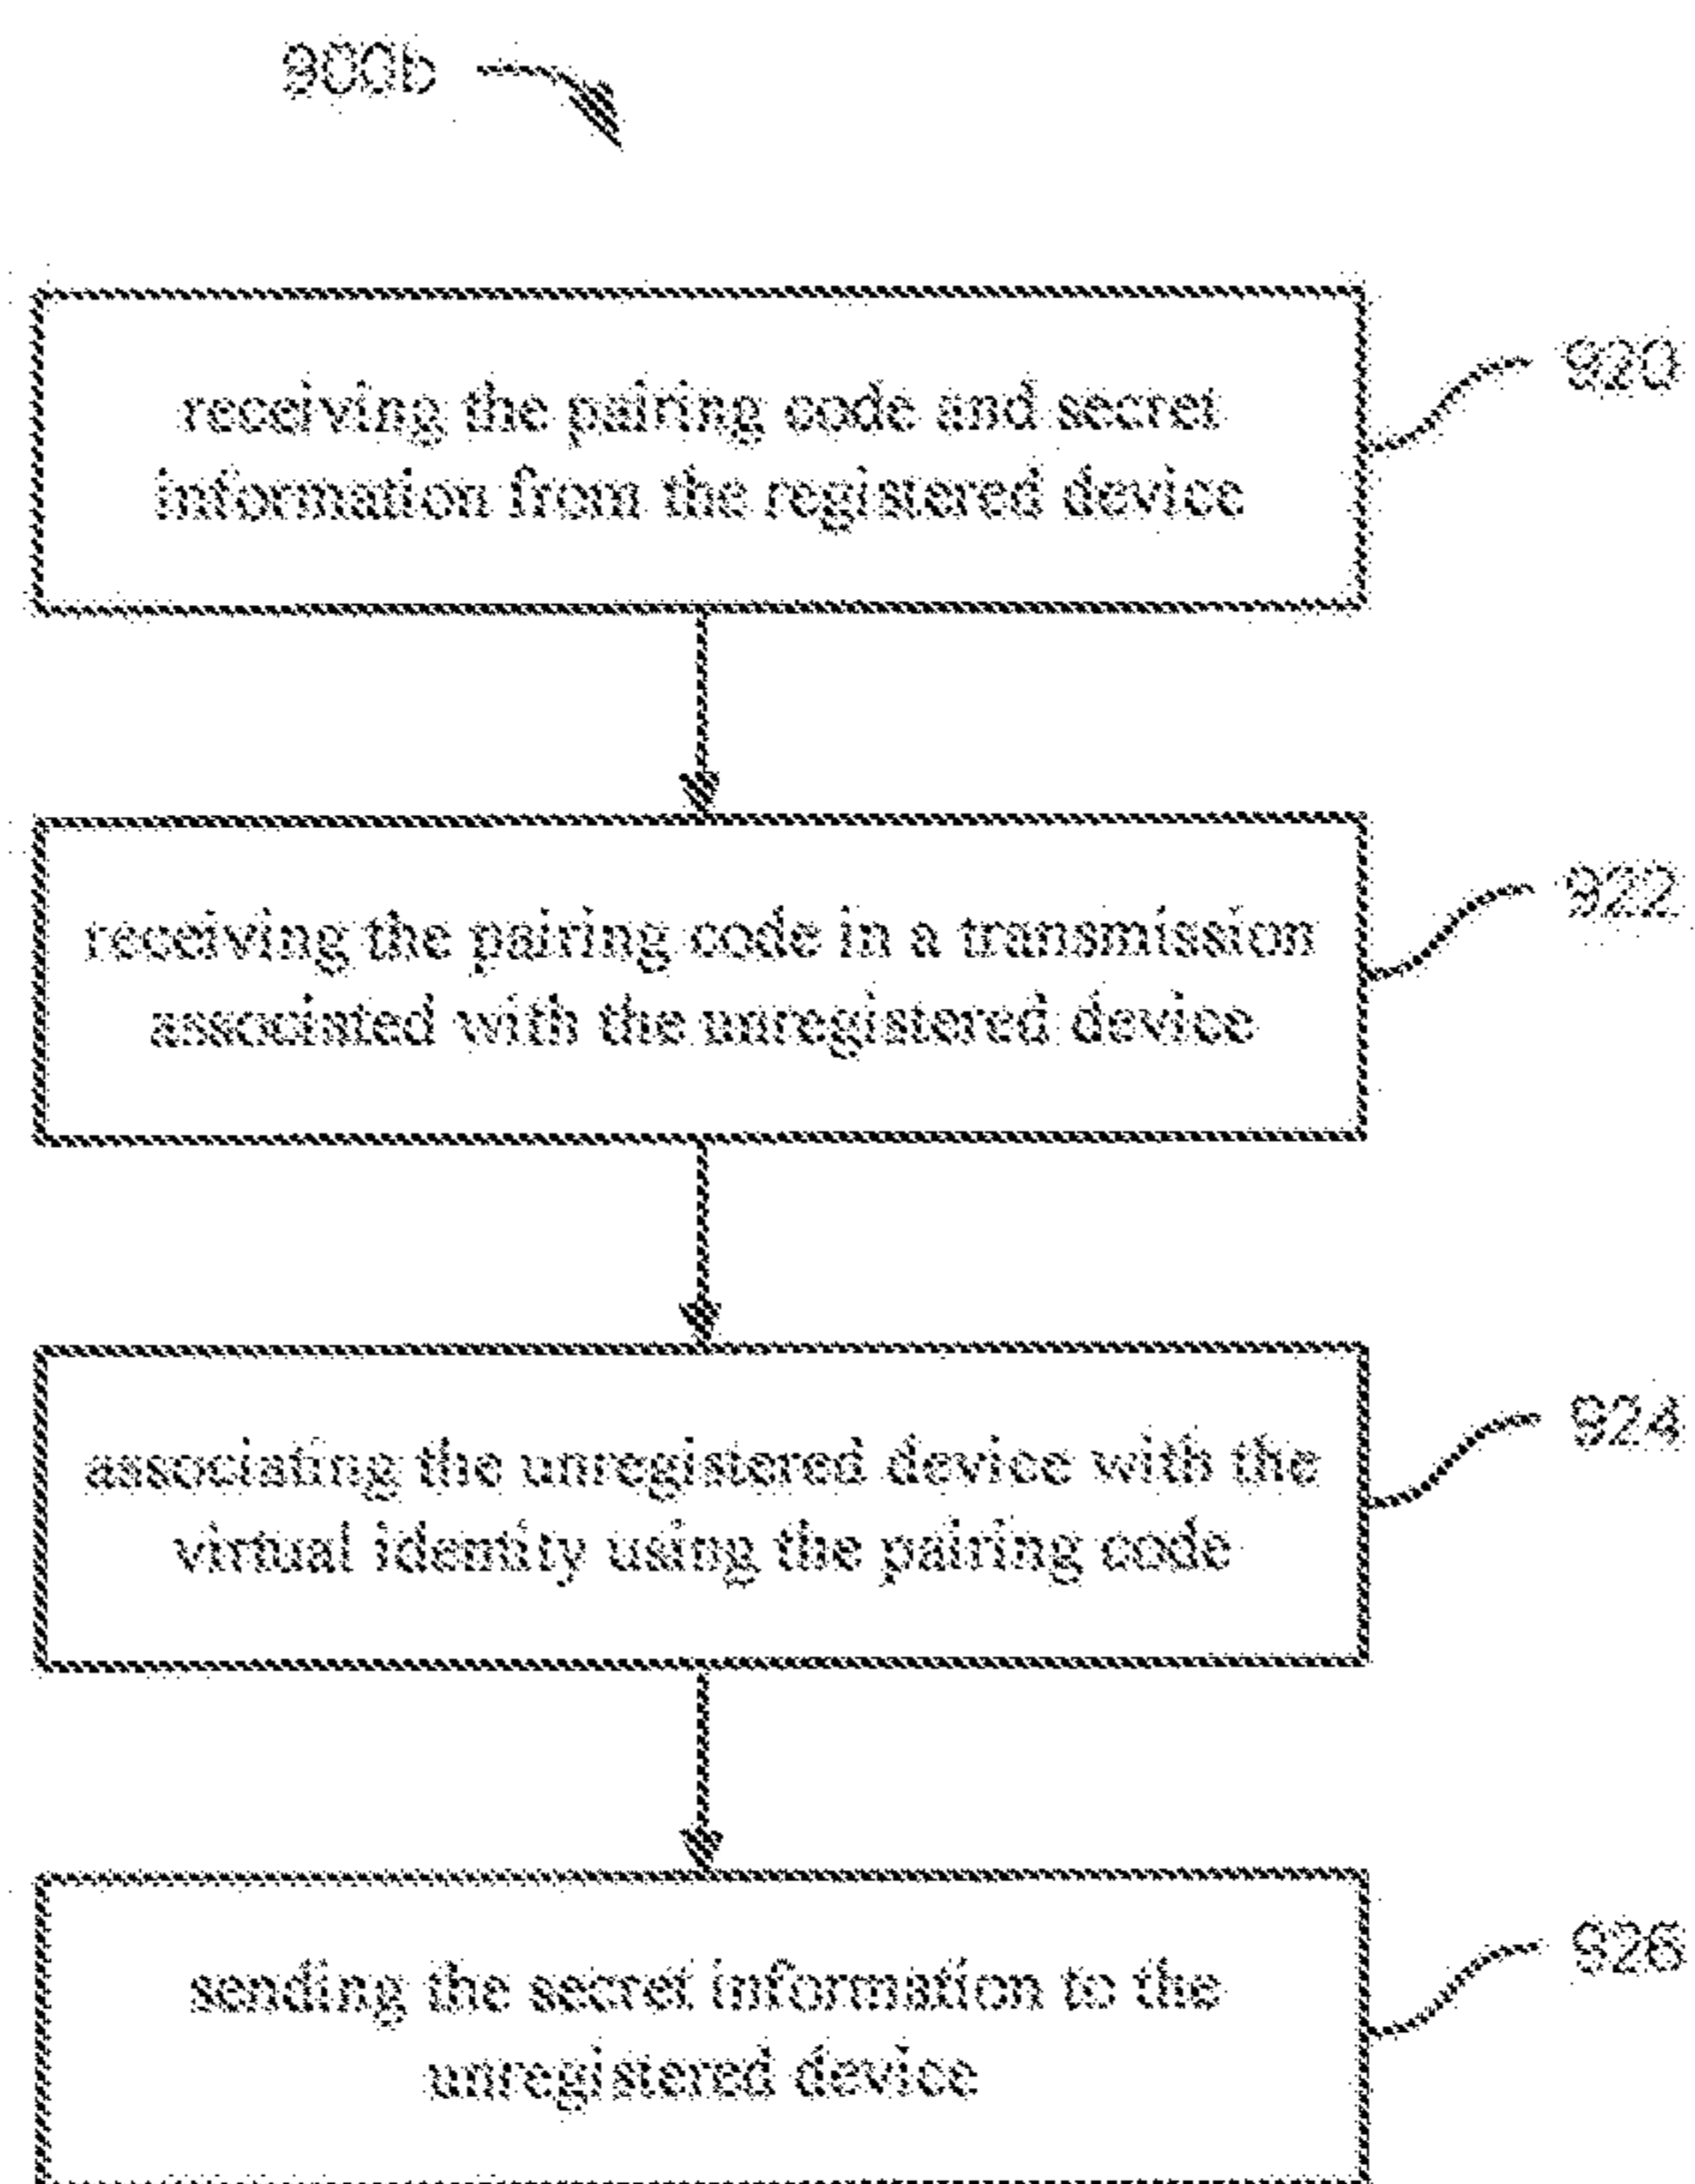 900b
receiving the pairing code and secret
information from the registered device
920
receiving the pairing code in a transmission
associated with the unregistered device
922
associating the unregistered device with the
virtual identity using the pairing code
924
sending the secret information to the
unregistered device
926